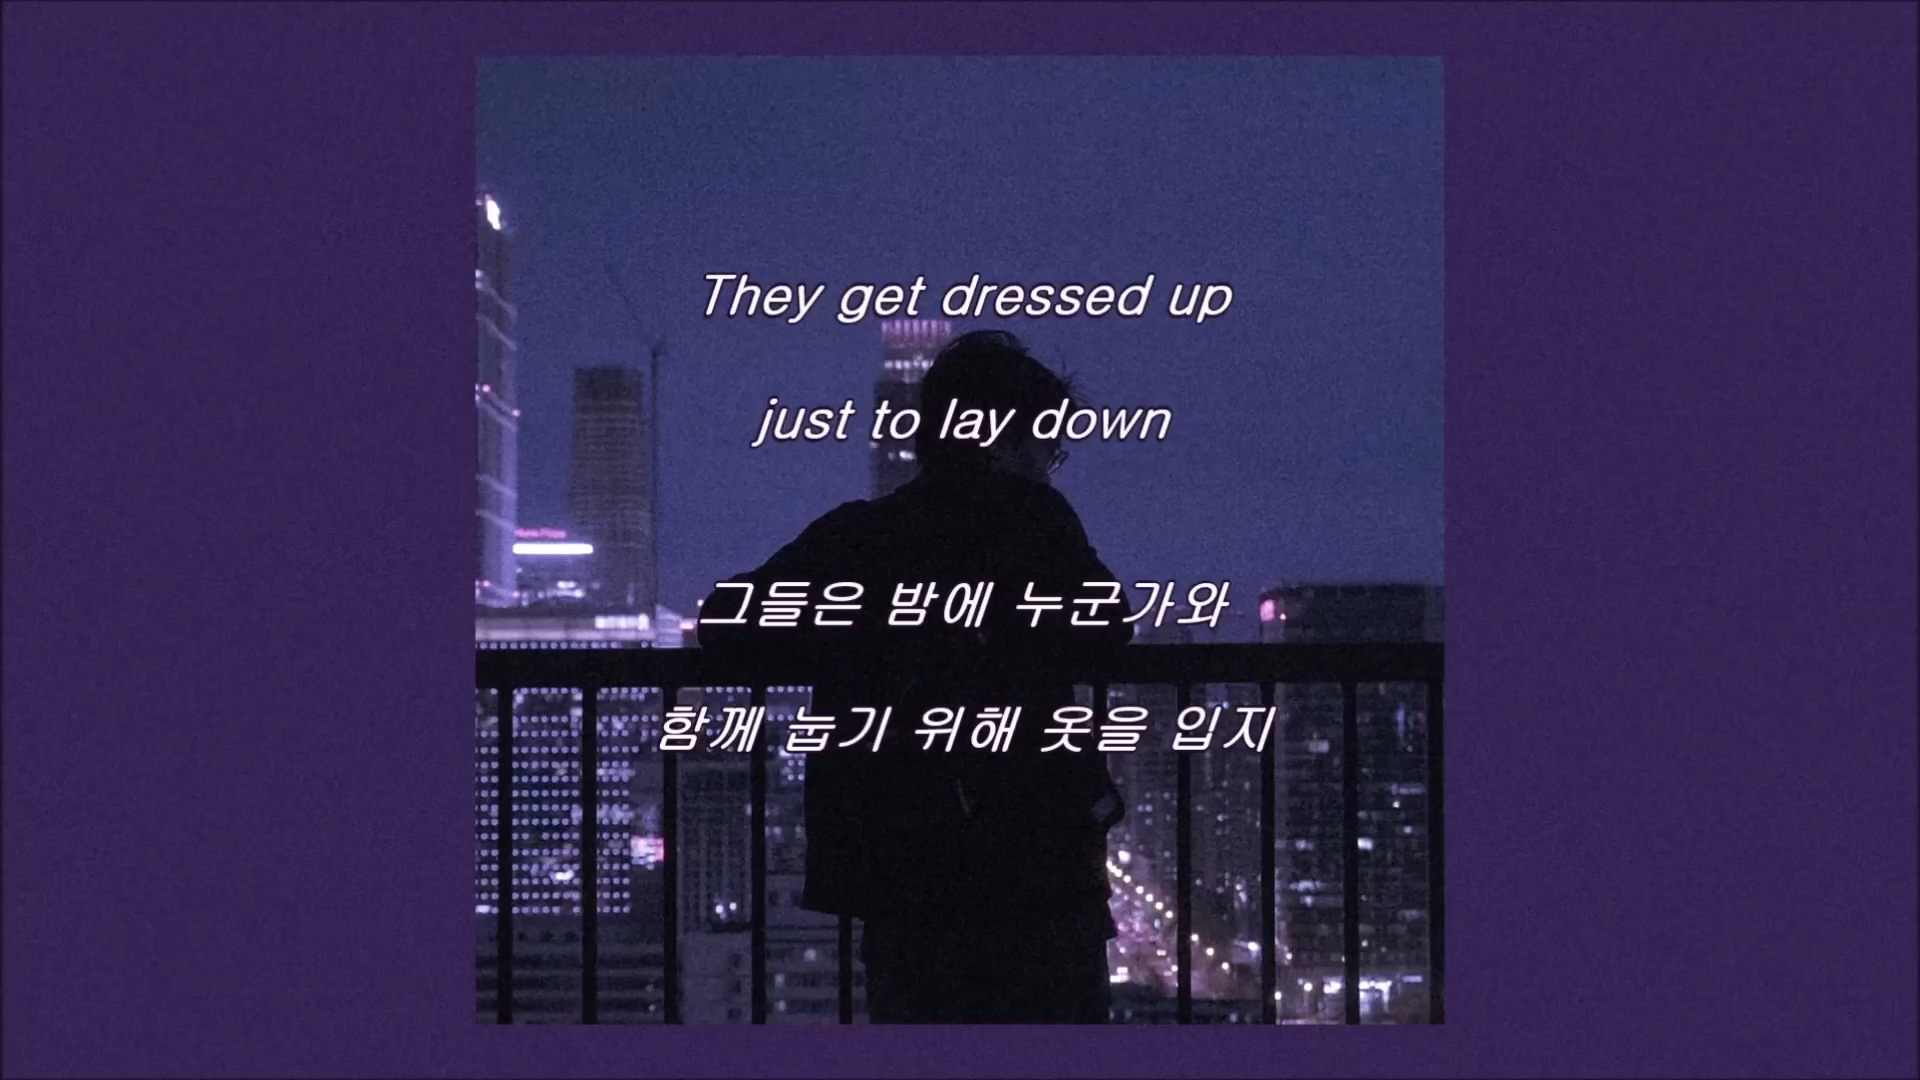 They get dressed up
just to lay down
그들은 밤에 누군가와
함께 눕기 위해 옷을 입지